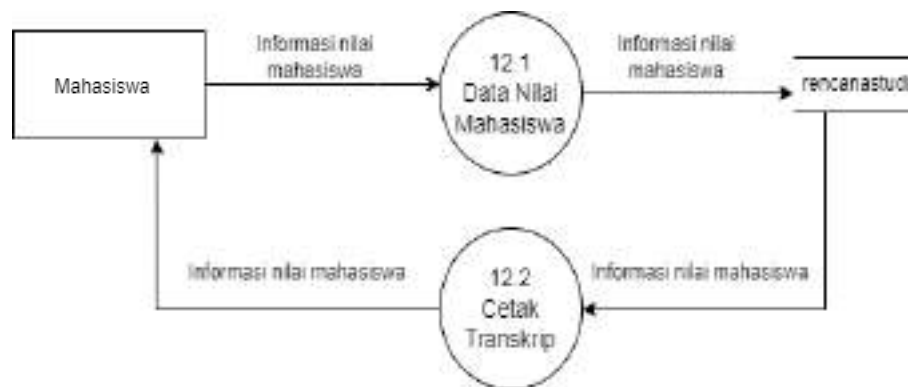 Informasi nilai
mahasiswa
Mahasiswa
12.1
Data Nilai
Mahasiswa
Informasi nilai
mahasiswa
rencanastudi
Informasi nilai mahasiswa
12.2
Cetak
Transkrip
Informasi nilai mahasiswa